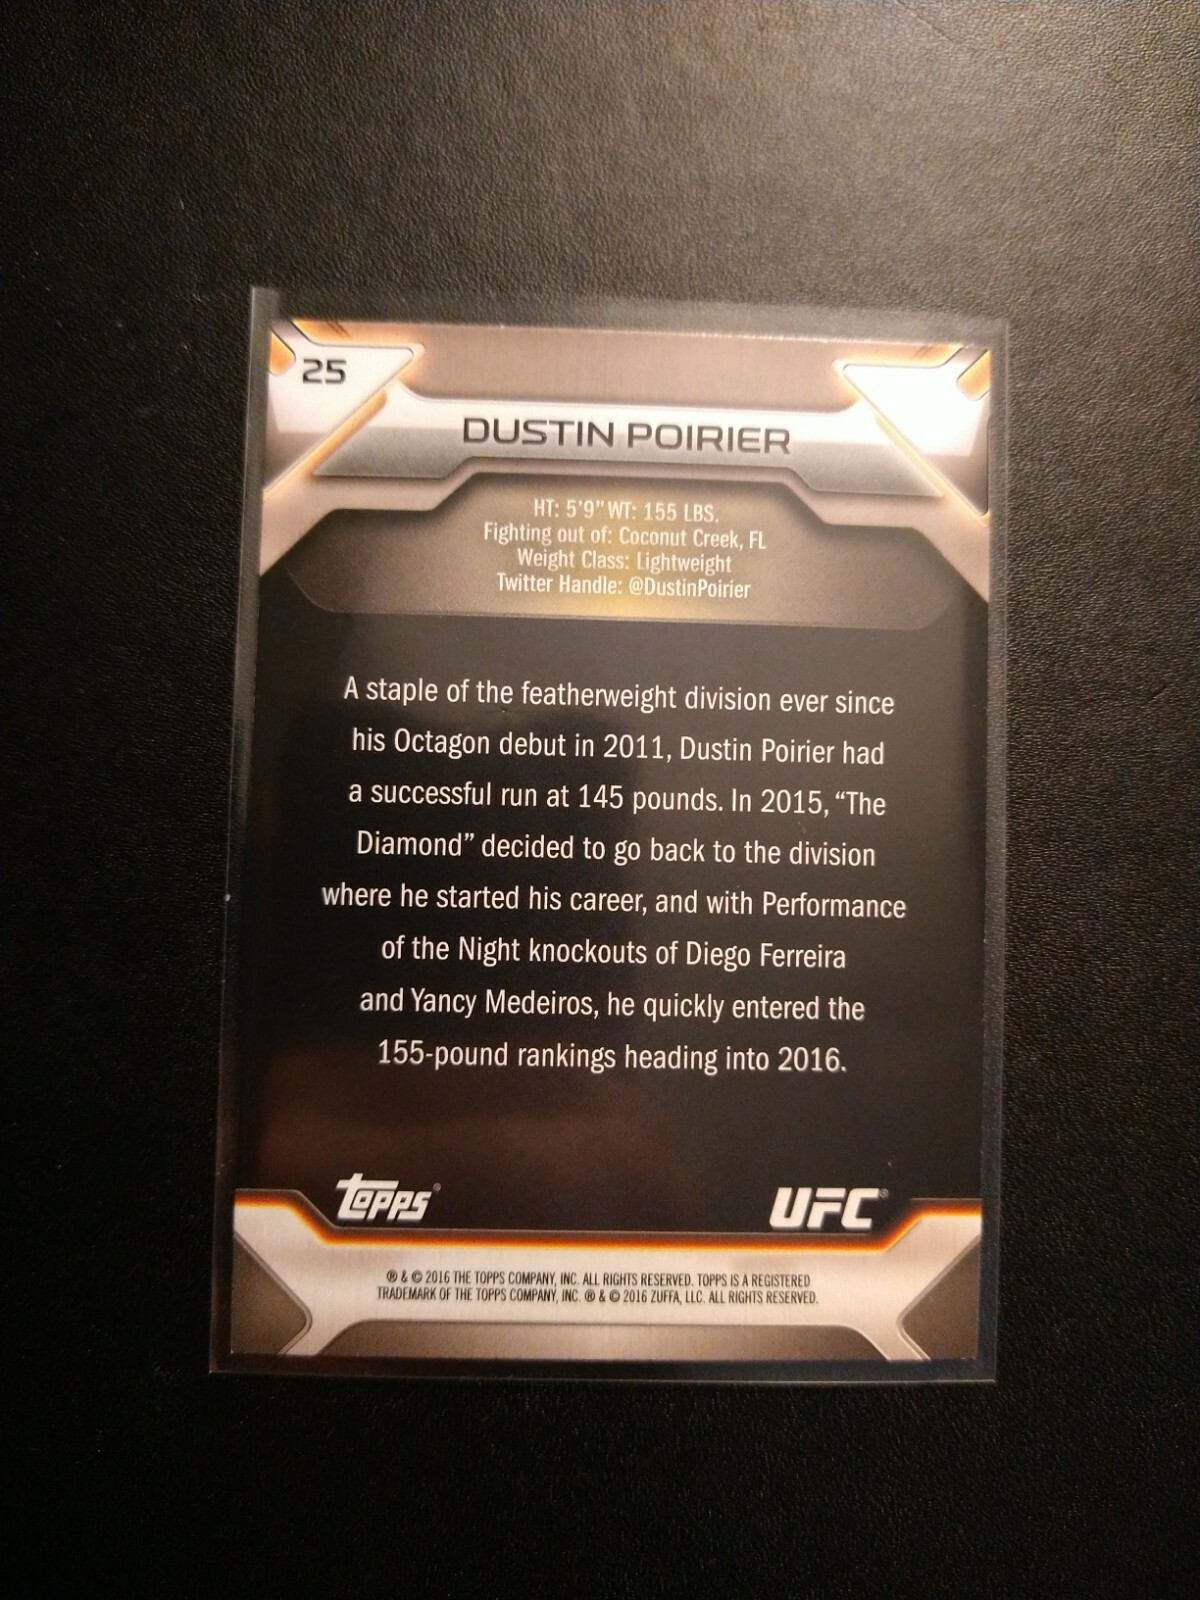 25
DUSTIN POIRIER
HT: 5'9" WT: 155 LBS.
Fighting out of: Coconut Creek, FL
Weight Class: Lightweight
Twitter Handle: @DustinPoirier
A staple of the featherweight division ever since
his Octagon debut in 2011, Dustin Poirier had
a successful run at 145 pounds. In 2015, “The
Diamond” decided to go back to the division
where he started his career, and with Performance
of the Night knockouts of Diego Ferreira
and Yancy Medeiros, he quickly entered the
155-pound rankings heading into 2016.
TOPPS®
UFC®
® & © 2016 THE TOPPS COMPANY, INC. ALL RIGHTS RESERVED. TOPPS IS A REGISTERED
TRADEMARK OF THE TOPPS COMPANY, INC. ® & © 2016 ZUFFA, LLC. ALL RIGHTS RESERVED.